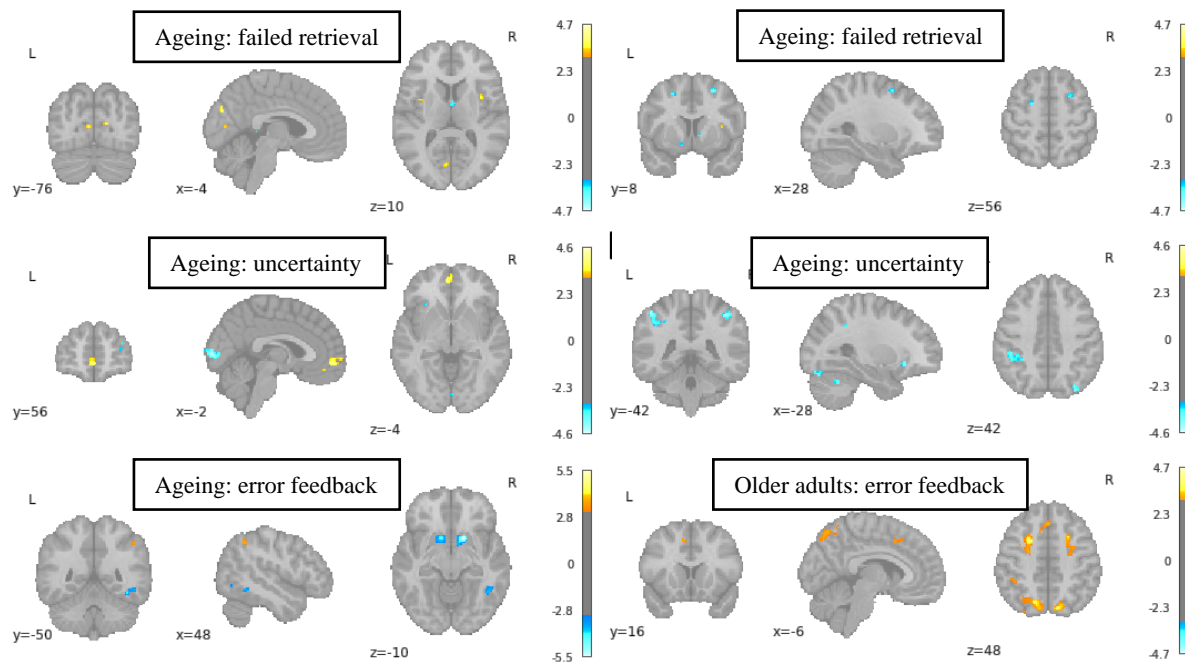 Ageing: failed retrieval
L
R
y=-76
x=-4
z=10
4.7
2.3
0
-2.3
-4.7
Ageing: failed retrieval
L
R
y=8
x=28
z=56
4.7
2.3
0
-2.3
-4.7
Ageing: uncertainty
L
L
R
y=56
x=-2
z=-4
4.6
2.3
0
-2.3
-4.6
Ageing: uncertainty
L
R
y=-42
x=-28
z=42
4.6
2.3
0
-2.3
-4.6
Ageing: error feedback
L
R
y=-50
x=48
z=-10
5.5
2.8
0
-2.8
-5.5
Older adults: error feedback
L
R
y=16
x=-6
z=48
4.7
2.3
0
-2.3
-4.7